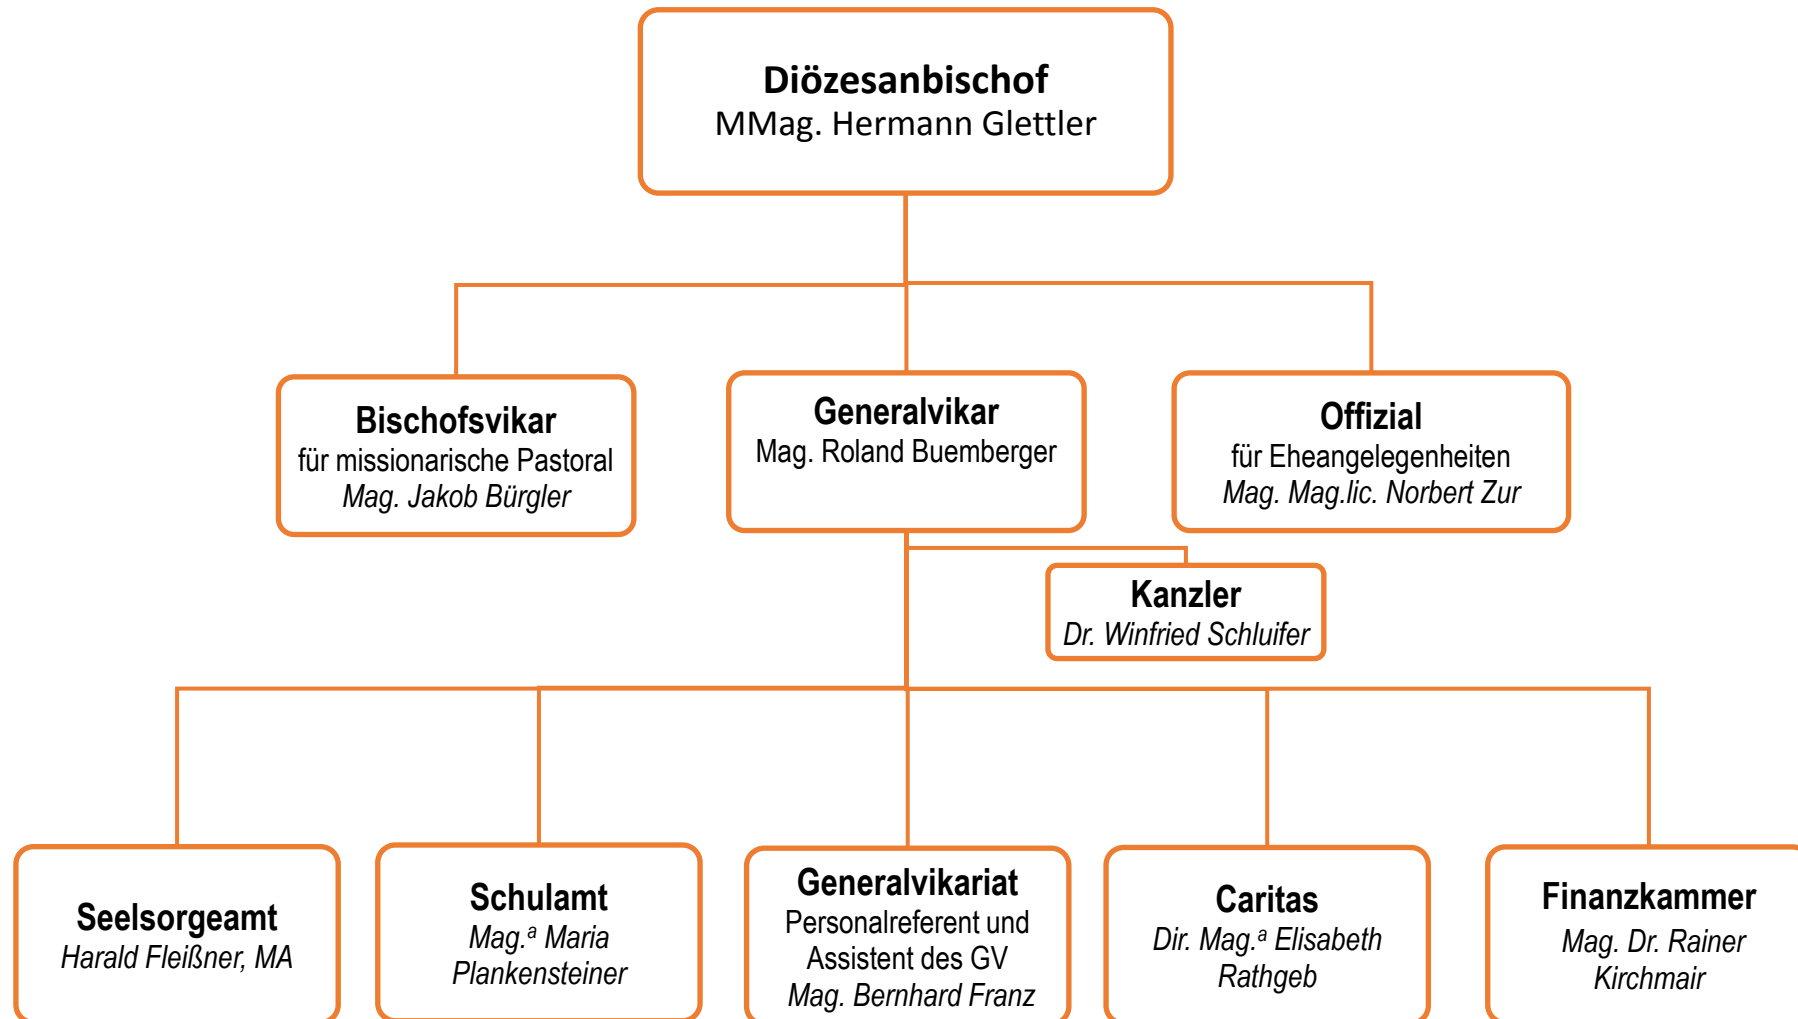 Diözesanbischof
MMag. Hermann Glettler
Bischofsvikar
für missionarische Pastoral
Mag. Jakob Bürgler
Generalvikar
Mag. Roland Buemberger
Offizial
für Eheangelegenheiten
Mag. Mag.lic. Norbert Zur
Kanzler
Dr. Winfried Schluifer
Seelsorgeamt
Harald Fleißner, MA
Schulamt
Mag.ª Maria
Plankensteiner
Generalvikariat
Personalreferent und
Assistent des GV
Mag. Bernhard Franz
Caritas
Dir. Mag.ª Elisabeth
Rathgeb
Finanzkammer
Mag. Dr. Rainer
Kirchmair